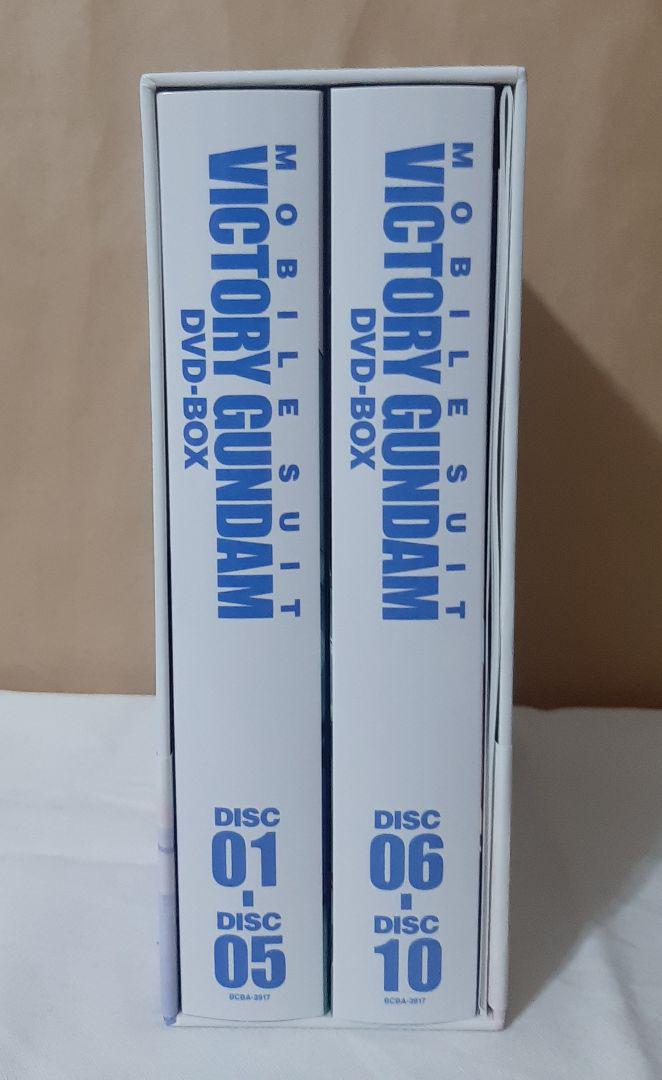 MOBILE SUIT
VICTORY GUNDAM
DVD-BOX
DISC
01
-
DISC
05
BCBA-3917
MOBILE SUIT
VICTORY GUNDAM
DVD-BOX
DISC
06
-
DISC
10
BCBA-3917